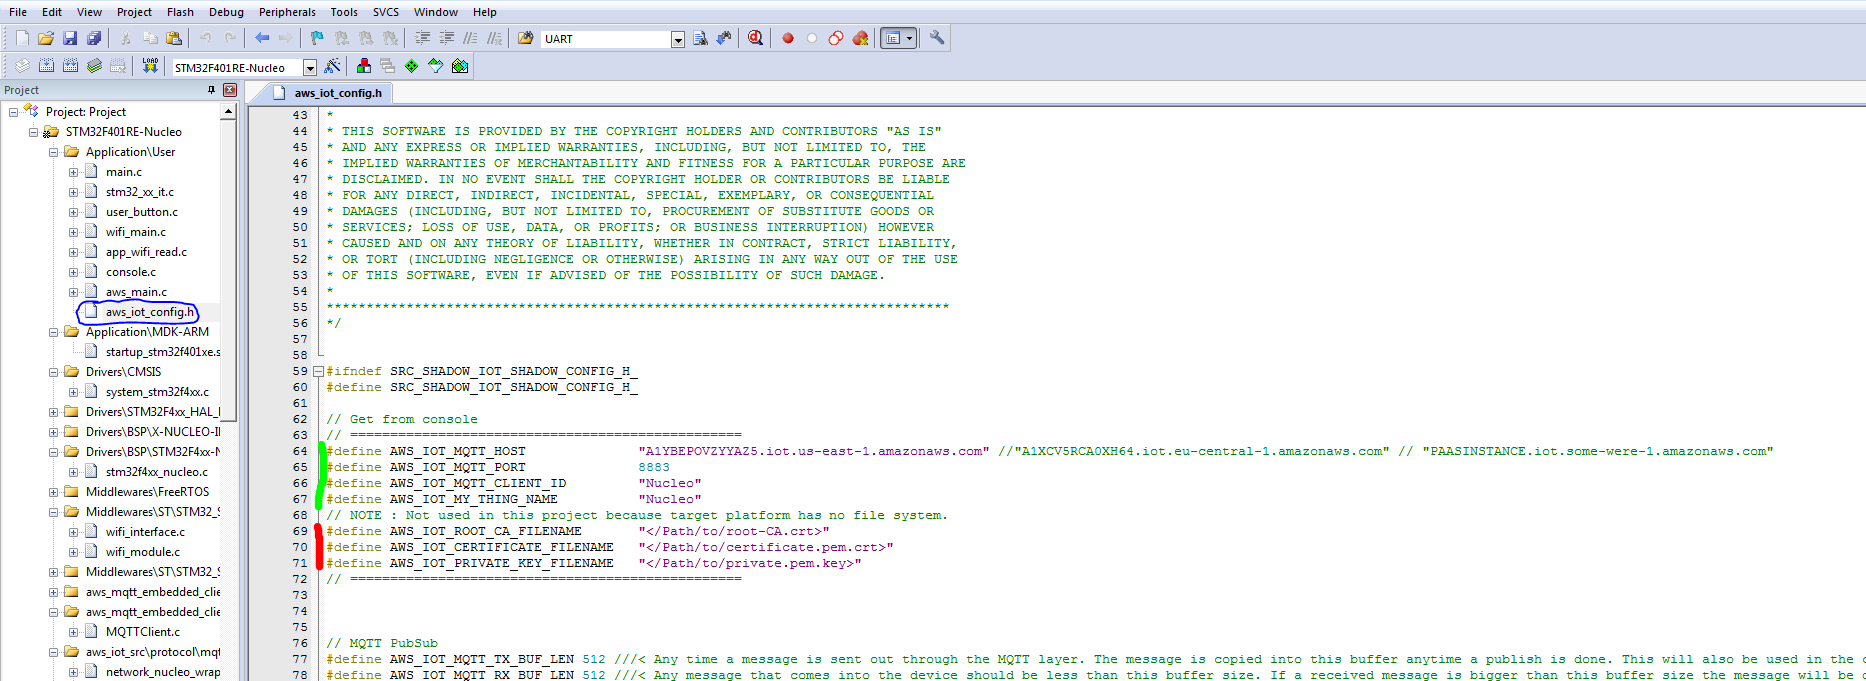 File Edit View Project Flash Debug Peripherals Tools SVCS Window Help
UART
LOAD STM32F401RE-Nucleo
Project
aws_iot_config.h
Project: Project
STM32F401RE-Nucleo
Application\User
main.c
stm32_xx_it.c
user_button.c
wifi_main.c
app_wifi_read.c
console.c
aws_main.c
aws_iot_config.h
Application\MDK-ARM
startup_stm32f401xe.s
Drivers\CMSIS
system_stm32f4xx.c
Drivers\STM32F4xx_HAL_
Drivers\BSP\X-NUCLEO-I
Drivers\BSP\STM32F4xx-N
stm32f4xx_nucleo.c
Middlewares\FreeRTOS
Middlewares\ST\STM32_S
wifi_interface.c
wifi_module.c
Middlewares\ST\STM32_S
aws_mqtt_embedded_clie
aws_mqtt_embedded_clie
MQTTClient.c
aws_iot_src\protocol\mqt
network_nucleo_wrap
43 *
44 * THIS SOFTWARE IS PROVIDED BY THE COPYRIGHT HOLDERS AND CONTRIBUTORS "AS IS"
45 * AND ANY EXPRESS OR IMPLIED WARRANTIES, INCLUDING, BUT NOT LIMITED TO, THE
46 * IMPLIED WARRANTIES OF MERCHANTABILITY AND FITNESS FOR A PARTICULAR PURPOSE ARE
47 * DISCLAIMED. IN NO EVENT SHALL THE COPYRIGHT HOLDER OR CONTRIBUTORS BE LIABLE
48 * FOR ANY DIRECT, INDIRECT, INCIDENTAL, SPECIAL, EXEMPLARY, OR CONSEQUENTIAL
49 * DAMAGES (INCLUDING, BUT NOT LIMITED TO, PROCUREMENT OF SUBSTITUTE GOODS OR
50 * SERVICES; LOSS OF USE, DATA, OR PROFITS; OR BUSINESS INTERRUPTION) HOWEVER
51 * CAUSED AND ON ANY THEORY OF LIABILITY, WHETHER IN CONTRACT, STRICT LIABILITY,
52 * OR TORT (INCLUDING NEGLIGENCE OR OTHERWISE) ARISING IN ANY WAY OUT OF THE USE
53 * OF THIS SOFTWARE, EVEN IF ADVISED OF THE POSSIBILITY OF SUCH DAMAGE.
54 *
55 ******************************************************************************
56 */
57
58
59 #ifndef SRC_SHADOW_IOT_SHADOW_CONFIG_H_
60 #define SRC_SHADOW_IOT_SHADOW_CONFIG_H_
61
62 // Get from console
63 // =================================================
64 #define AWS_IOT_MQTT_HOST "A1YBEPOVZYYAZ5.iot.us-east-1.amazonaws.com" //"A1XCV5RCA0XH64.iot.eu-central-1.amazonaws.com" // "PAASINSTANCE.iot.some-were-1.amazonaws.com"
65 #define AWS_IOT_MQTT_PORT 8883
66 #define AWS_IOT_MQTT_CLIENT_ID "Nucleo"
67 #define AWS_IOT_MY_THING_NAME "Nucleo"
68 // NOTE : Not used in this project because target platform has no file system.
69 #define AWS_IOT_ROOT_CA_FILENAME "</Path/to/root-CA.crt>"
70 #define AWS_IOT_CERTIFICATE_FILENAME "</Path/to/certificate.pem.crt>"
71 #define AWS_IOT_PRIVATE_KEY_FILENAME "</Path/to/private.pem.key>"
72 // =================================================
73
74
75
76 // MQTT PubSub
77 #define AWS_IOT_MQTT_TX_BUF_LEN 512 ///< Any time a message is sent out through the MQTT layer. The message is copied into this buffer anytime a publish is done. This will also be used in the
78 #define AWS_IOT_MQTT_RX_BUF_LEN 512 ///< Any message that comes into the device should be less than this buffer size. If a received message is bigger than this buffer size the message will be